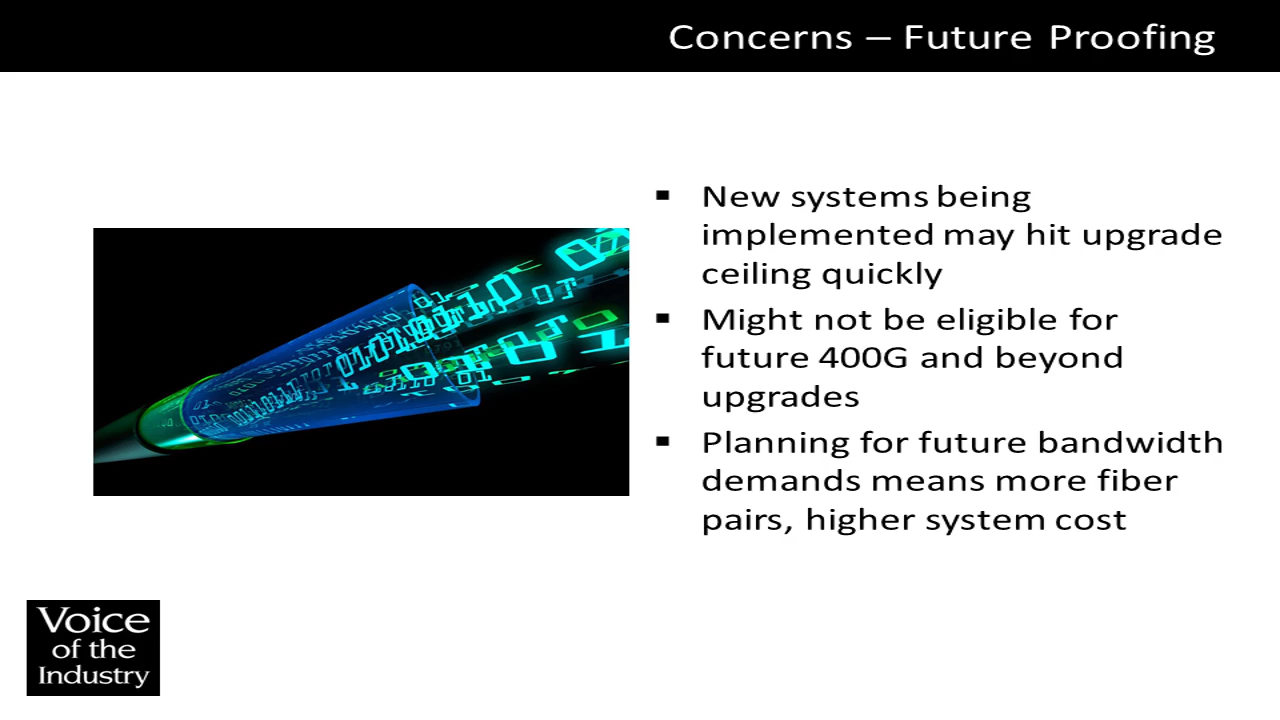 Concerns – Future Proofing
▪ New systems being
implemented may hit upgrade
ceiling quickly
▪ Might not be eligible for
future 400G and beyond
upgrades
▪ Planning for future bandwidth
demands means more fiber
pairs, higher system cost
Voice
of the
Industry